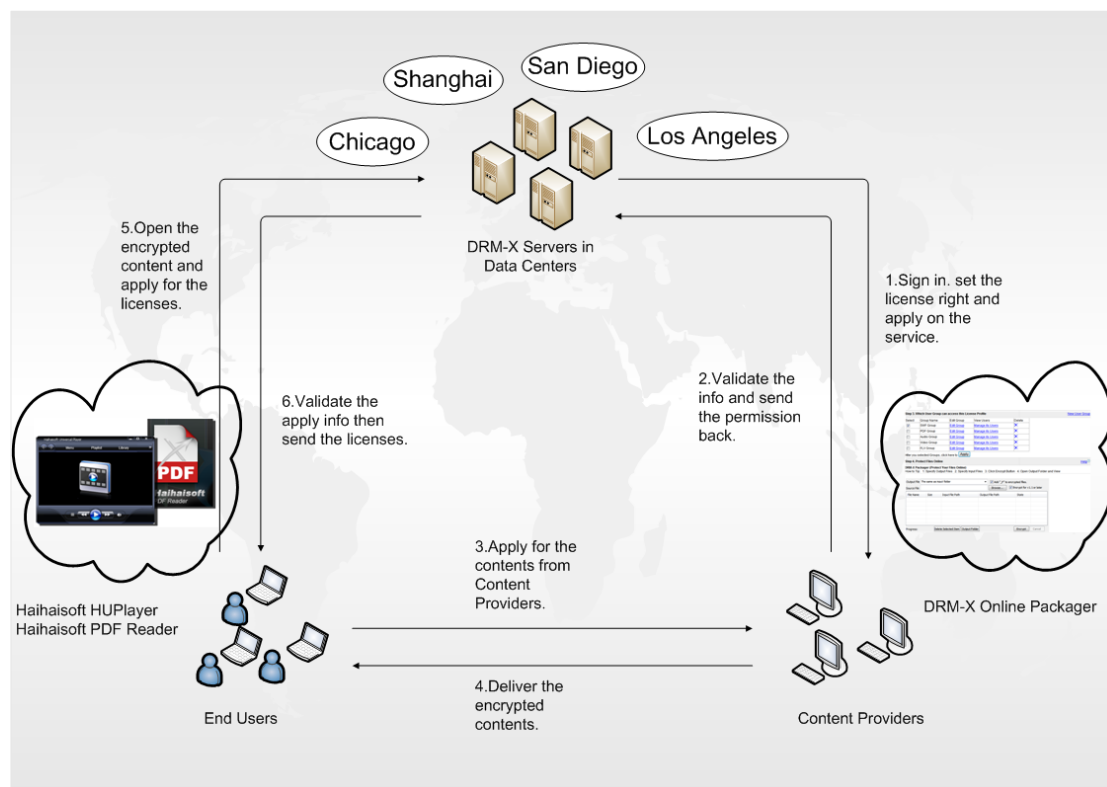 Shanghai
San Diego
Chicago
Los Angeles
DRM-X Servers in
Data Centers
5.Open the
encrypted
content and
apply for the
licenses.
1.Sign in. set the
license right and
apply on the
service.
6.Validate the
apply info then
send the licenses.
2.Validate the
info and send
the permission
back.
PDF
Haihaisoft
PDF Reader
3.Apply for the
contents from
Content
Providers.
Haihaisoft HUPlayer
Haihaisoft PDF Reader
DRM-X Online Packager
4.Deliver the
encrypted
contents.
End Users
Content Providers